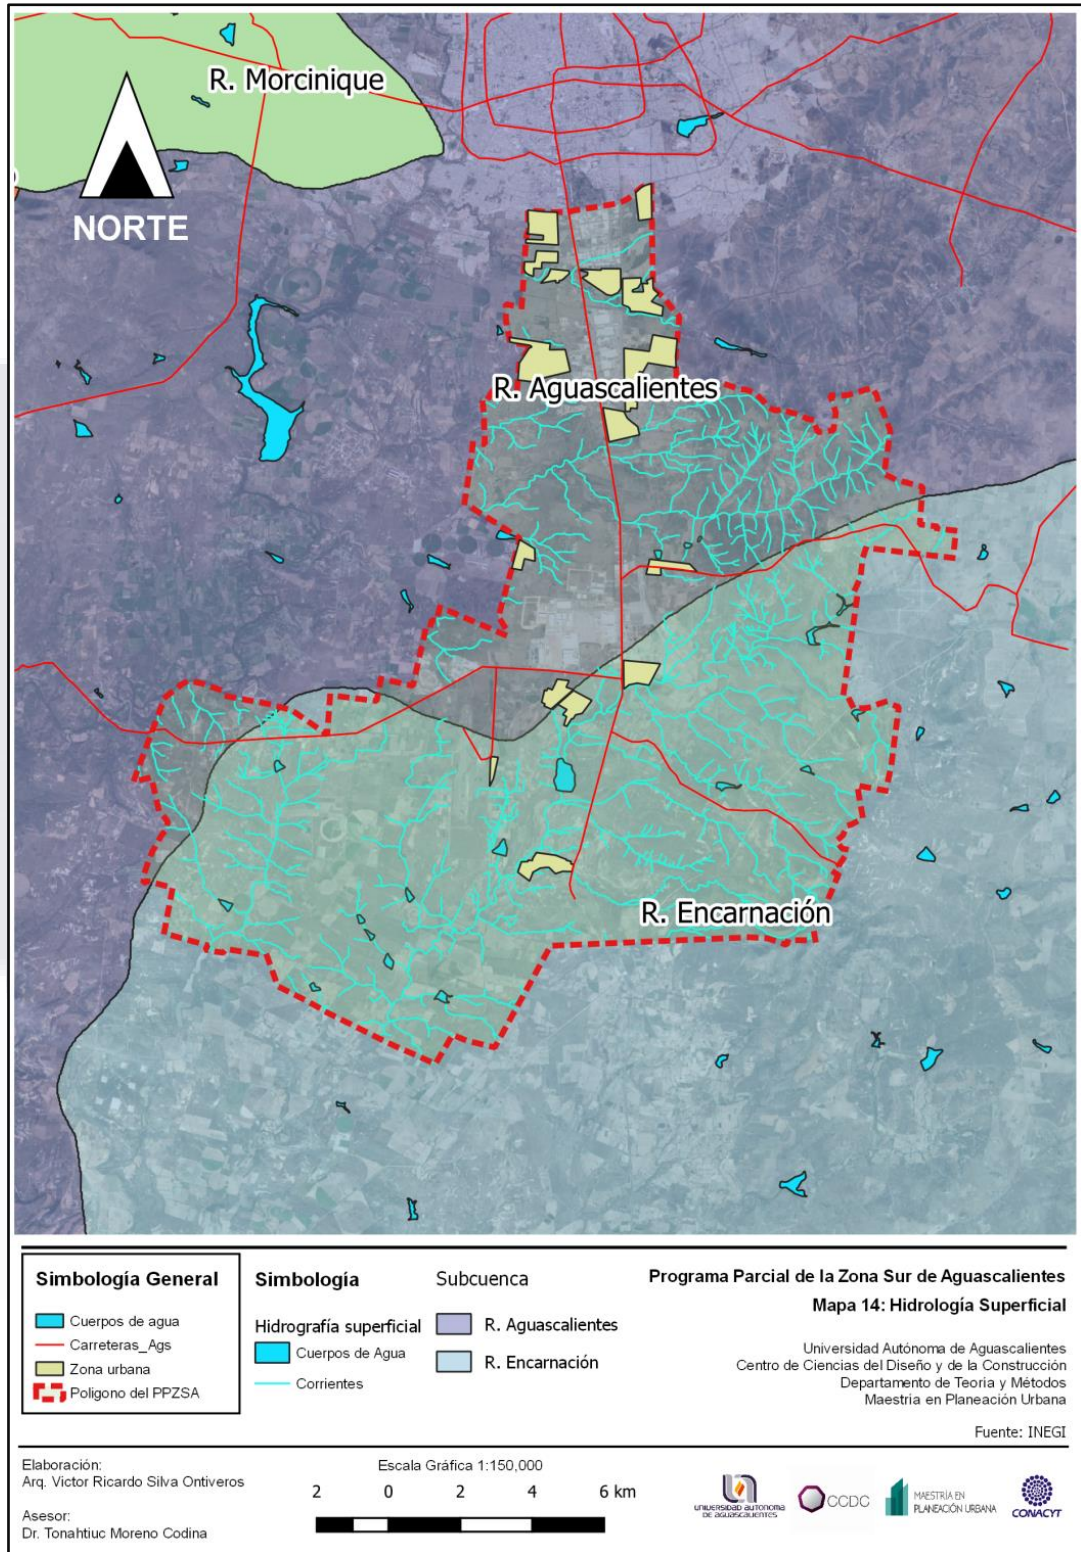 R. Morcinique
NORTE
R. Aguascalientes
R. Encarnación
Simbología General
Cuerpos de agua
Carreteras_Ags
Zona urbana
Poligono del PPZSA
Simbología
Hidrografía superficial
Cuerpos de Agua
Corrientes
Subcuenca
R. Aguascalientes
R. Encarnación
Programa Parcial de la Zona Sur de Aguascalientes
Mapa 14: Hidrología Superficial
Universidad Autónoma de Aguascalientes
Centro de Ciencias del Diseño y de la Construcción
Departamento de Teoria y Métodos
Maestria en Planeación Urbana
Fuente: INEGI
Elaboración:
Arq. Victor Ricardo Silva Ontiveros
Asesor:
Dr. Tonahtiuc Moreno Codina
Escala Gráfica 1:150,000
2 0 2 4 6 km
UNIVERSIDAD AUTONOMA
DE AGUASCALIENTES
CCDC
MAESTRÍA EN
PLANEACIÓN URBANA
CONACYT